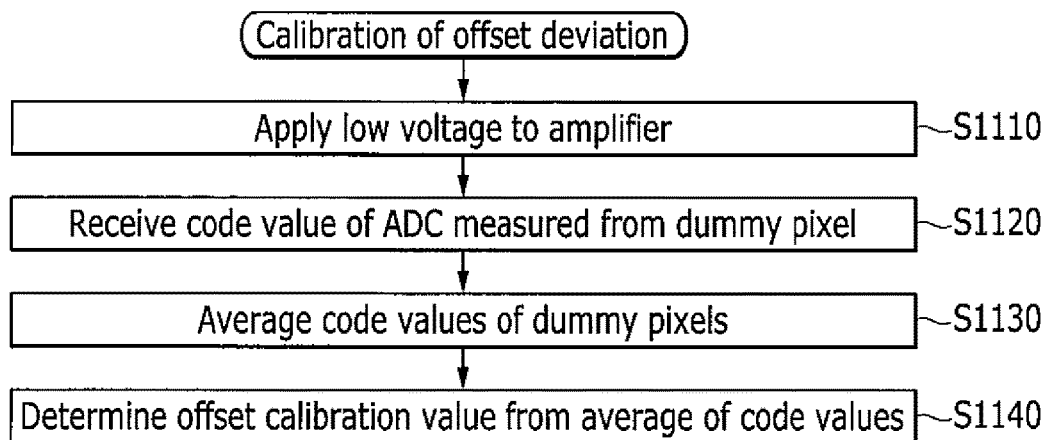 Calibration of offset deviation
Apply low voltage to amplifier
S1110
Receive code value of ADC measured from dummy pixel
S1120
Average code values of dummy pixels
S1130
Determine offset calibration value from average of code values
S1140